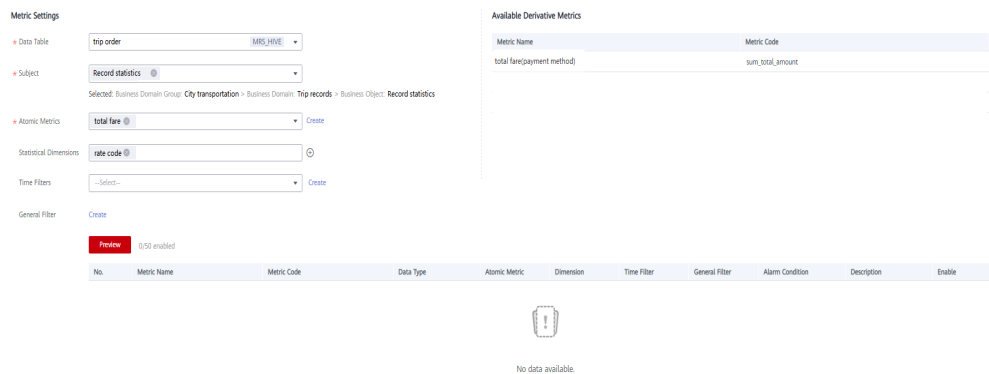 Metric Settings
Available Derivative Metrics
* Data Table
trip order MRS_HIVE
Metric Name Metric Code
total fare(payment method) sum_total_amount
* Subject
Record statistics
Selected: Business Domain Group: City transportation > Business Domain: Trip records > Business Object: Record statistics
* Atomic Metrics
total fare
Create
Statistical Dimensions
rate code
Time Filters
--Select--
Create
General Filter
Create
Preview
0/50 enabled
No. Metric Name Metric Code Data Type Atomic Metric Dimension Time Filter General Filter Alarm Condition Description Enable
No data available.